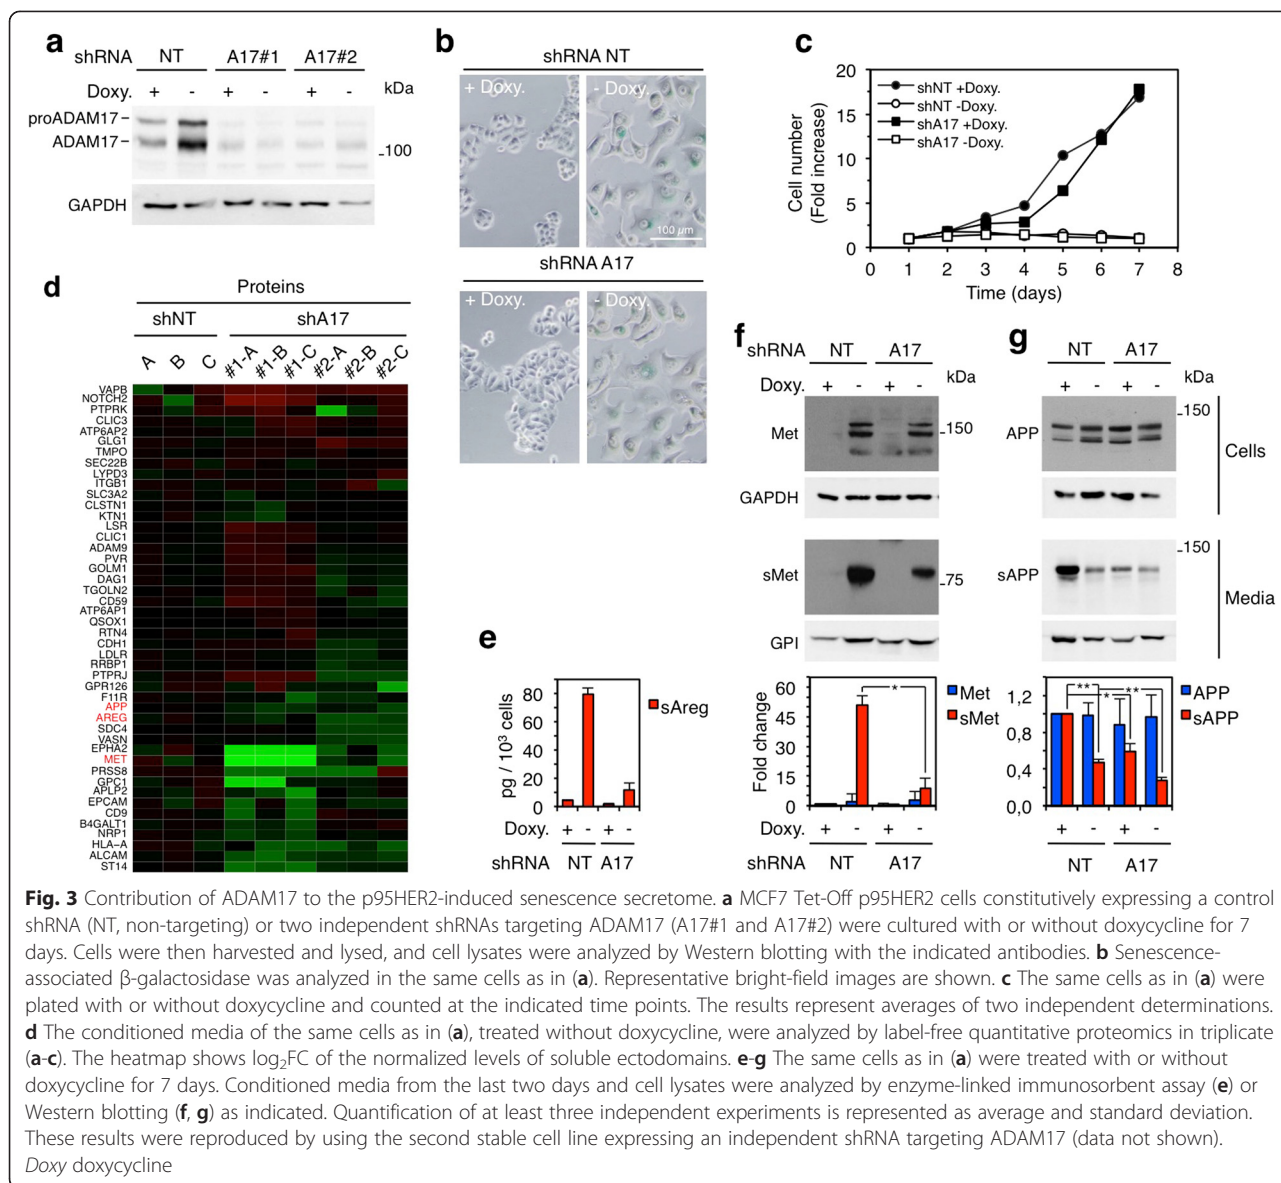 a
shRNA NT A17#1 A17#2
Doxy. + - + - + - kDa
proADAM17
ADAM17
100
GAPDH
b
shRNA NT
+ Doxy. - Doxy.
100 µm
shRNA A17
+ Doxy. - Doxy.
c
Cell number
(Fold increase)
20
15
10
5
0
shNT +Doxy.
shNT -Doxy.
shA17 +Doxy.
shA17 -Doxy.
0 1 2 3 4 5 6 7 8
Time (days)
d
Proteins
shNT shA17
A B C #1-A #1-B #1-C #2-A #2-B #2-C
VAPB
NOTCH2
PTPRK
CLIC3
ATP6AP2
GLG1
TMPO
SEC22B
LYPD3
ITGB1
SLC3A2
CLSTN1
KTN1
LSR
CLIC1
ADAM9
PVR
GOLM1
DAG1
TGOLN2
CD59
ATP6AP1
QSOX1
RTN4
CDH1
LDLR
RRBP1
PTPRJ
GPR126
F11R
APP
AREG
SDC4
VASN
EPHA2
MET
PRSS8
GPC1
APLP2
EPCAM
CD9
B4GALT1
NRP1
HLA-A
ALCAM
ST14
e
pg / 10³ cells
80
60
40
20
0
sAreg
Doxy. + - + -
shRNA NT A17
f
shRNA NT A17
Doxy. + - + - kDa
Met
150
GAPDH
sMet
75
GPI
Fold change
60
45
30
15
0
*
Met
sMet
Doxy. + - + -
shRNA NT A17
g
NT A17
+ - + - kDa
150
APP
Cells
150
sAPP
Media
1,2
0,8
0,4
0,0
** * **
APP
sAPP
+ - + -
NT A17
Fig. 3 Contribution of ADAM17 to the p95HER2-induced senescence secretome. a MCF7 Tet-Off p95HER2 cells constitutively expressing a control
shRNA (NT, non-targeting) or two independent shRNAs targeting ADAM17 (A17#1 and A17#2) were cultured with or without doxycycline for 7
days. Cells were then harvested and lysed, and cell lysates were analyzed by Western blotting with the indicated antibodies. b Senescence-
associated β-galactosidase was analyzed in the same cells as in (a). Representative bright-field images are shown. c The same cells as in (a) were
plated with or without doxycycline and counted at the indicated time points. The results represent averages of two independent determinations.
d The conditioned media of the same cells as in (a), treated without doxycycline, were analyzed by label-free quantitative proteomics in triplicate
(a-c). The heatmap shows log₂FC of the normalized levels of soluble ectodomains. e-g The same cells as in (a) were treated with or without
doxycycline for 7 days. Conditioned media from the last two days and cell lysates were analyzed by enzyme-linked immunosorbent assay (e) or
Western blotting (f, g) as indicated. Quantification of at least three independent experiments is represented as average and standard deviation.
These results were reproduced by using the second stable cell line expressing an independent shRNA targeting ADAM17 (data not shown).
Doxy doxycycline